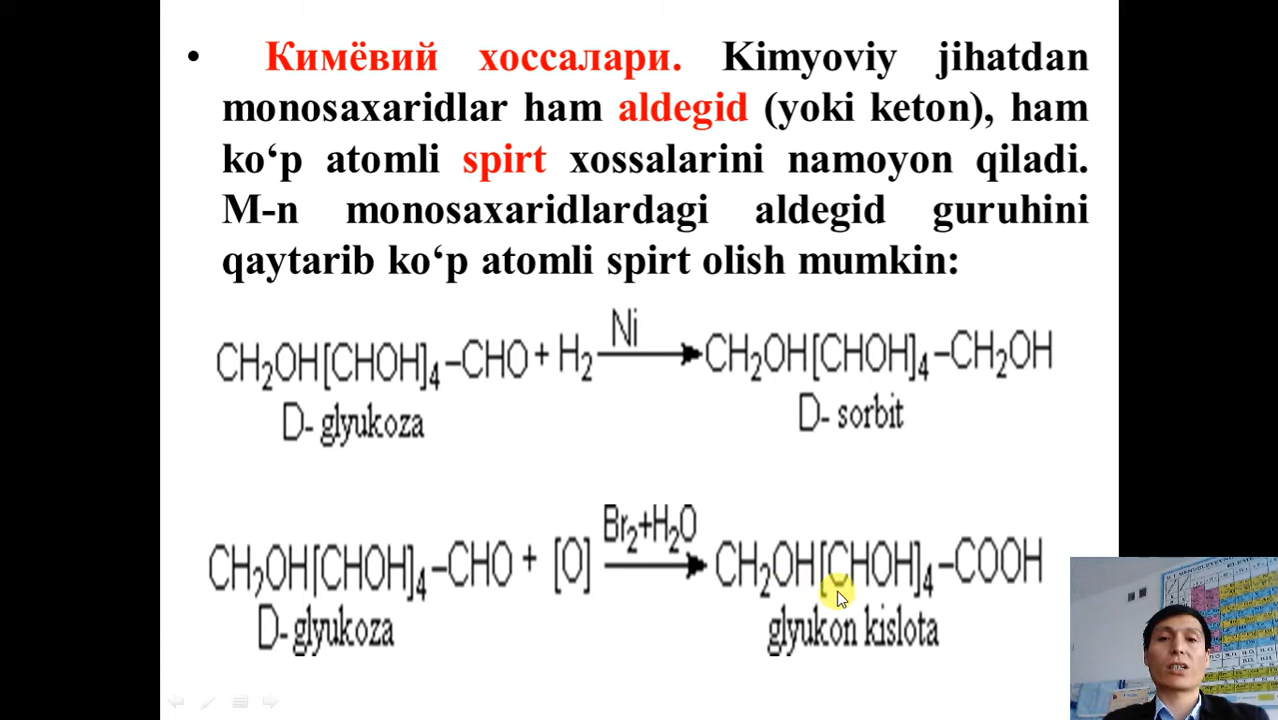 • Кимёвий хоссалари. Kimyoviy jihatdan
monosaxaridlar ham aldegid (yoki keton), ham
ko‘p atomli spirt xossalarini namoyon qiladi.
M-n monosaxaridlardagi aldegid guruhini
qaytarib ko‘p atomli spirt olish mumkin:
Ni
CH₂OH[CHOH]₄–CHO + H₂ → CH₂OH[CHOH]₄–CH₂OH
D- glyukoza D- sorbit
Br₂+H₂O
CH₂OH[CHOH]₄–CHO + [O] → CH₂OH[CHOH]₄–COOH
D- glyukoza glyukon kislota